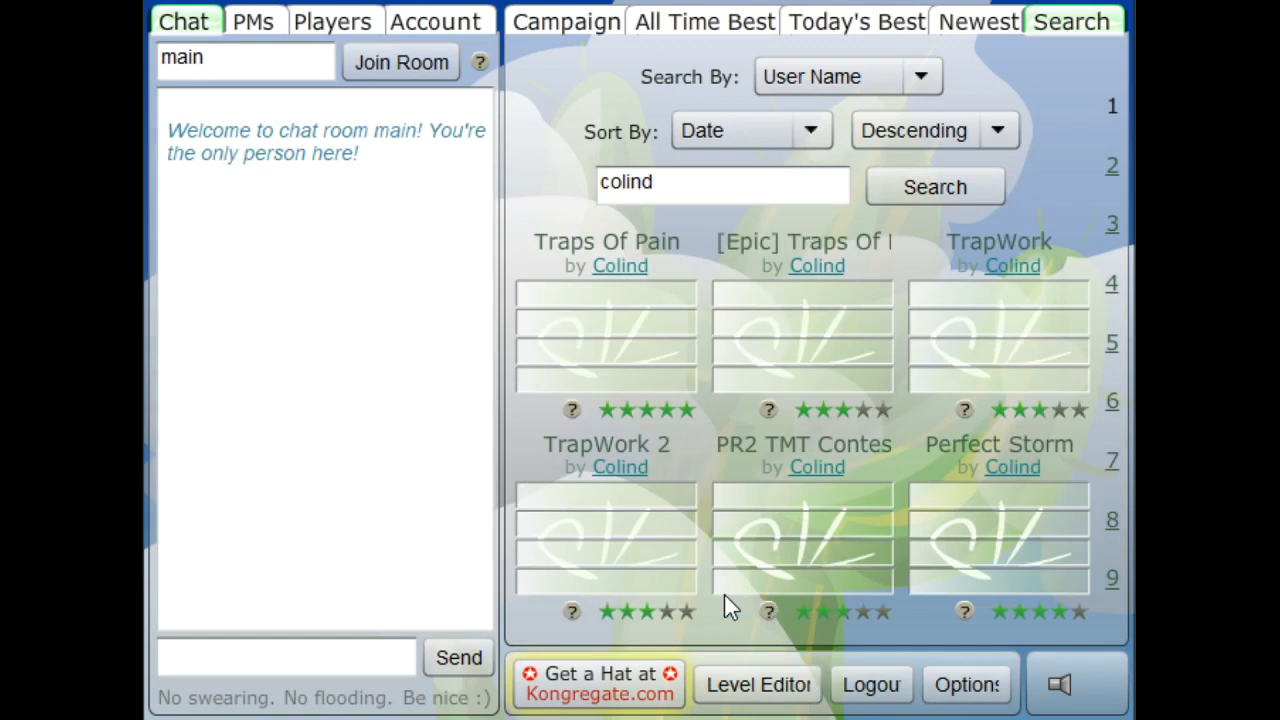 Chat PMs Players Account
Campaign All Time Best Today's Best Newest Search
main Join Room ?
Welcome to chat room main! You're
the only person here!
Send
No swearing. No flooding. Be nice :)
Search By: User Name
Sort By: Date Descending
colind Search
Traps Of Pain [Epic] Traps Of I TrapWork
by Colind by Colind by Colind
? ? ?
TrapWork 2 PR2 TMT Contes Perfect Storm
by Colind by Colind by Colind
? ? ?
1
2
3
4
5
6
7
8
9
Get a Hat at
Kongregate.com
Level Editor Logou Options